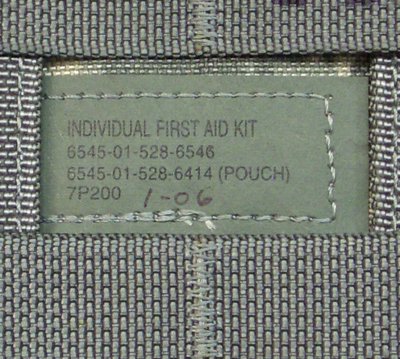 INDIVIDUAL FIRST AID KIT
6545-01-528-6546
6545-01-528-6414 (POUCH)
7P200 1-06